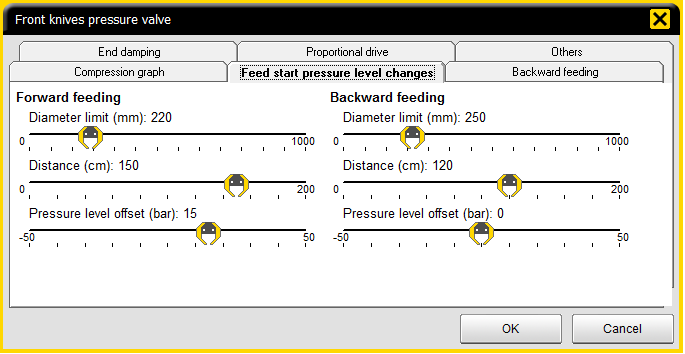 Front knives pressure valve
End damping Proportional drive Others
Compression graph Feed start pressure level changes Backward feeding
Forward feeding Backward feeding
Diameter limit (mm): 220 Diameter limit (mm): 250
0 1000 0 1000
Distance (cm): 150 Distance (cm): 120
0 200 0 200
Pressure level offset (bar): 15 Pressure level offset (bar): 0
-50 50 -50 50
OK Cancel